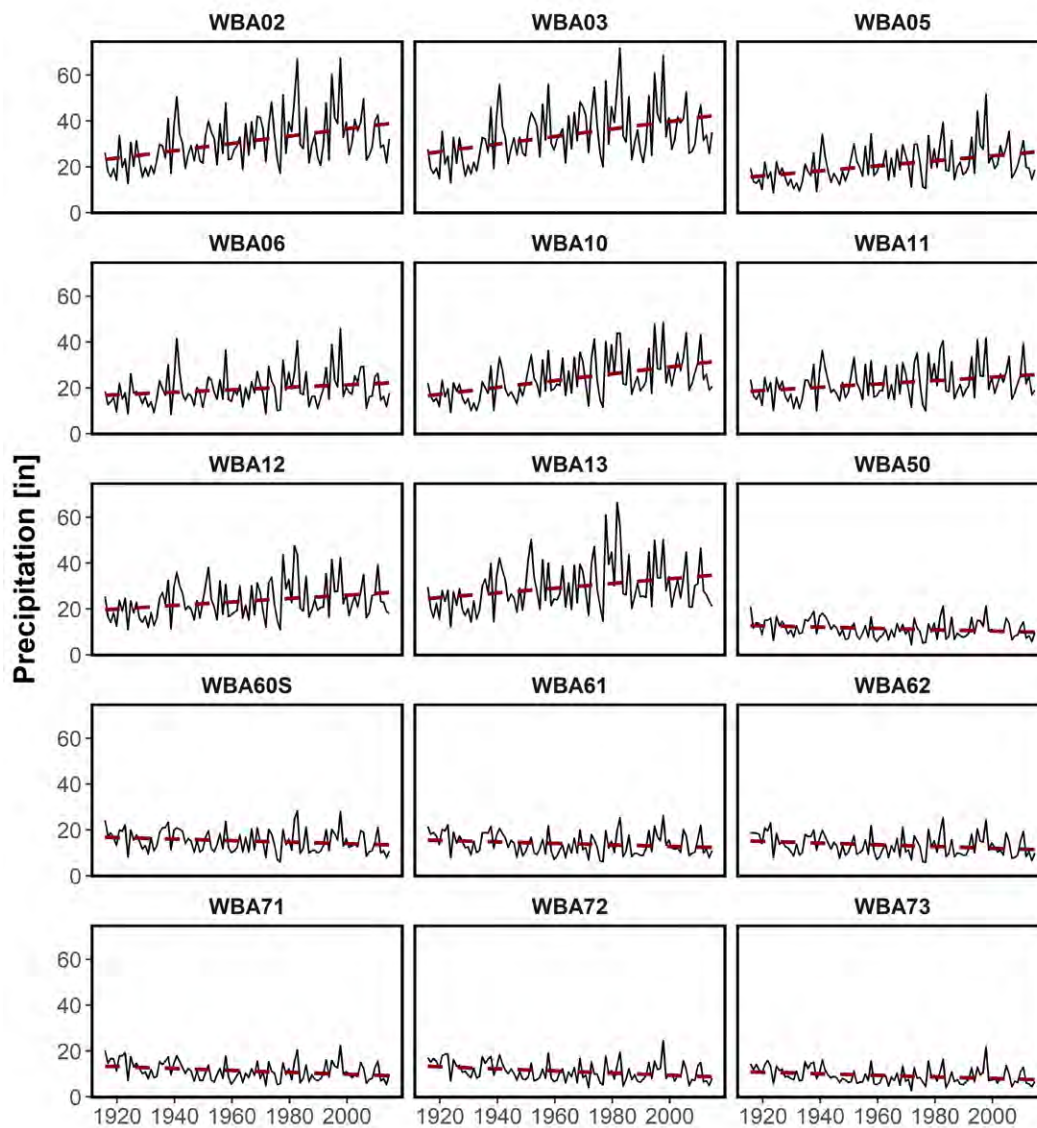 WBA02 WBA03 WBA05
60
40
20
0
WBA06 WBA10 WBA11
60
40
20
0
WBA12 WBA13 WBA50
60
40
20
0
Precipitation [in]
WBA60S WBA61 WBA62
60
40
20
0
WBA71 WBA72 WBA73
60
40
20
0
1920 1940 1960 1980 2000 1920 1940 1960 1980 2000 1920 1940 1960 1980 2000